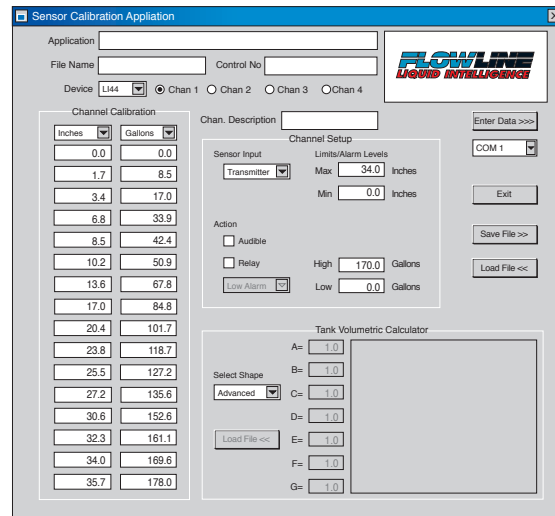 Sensor Calibration Appliation
Application
File Name
Control No
FLOWLINE
LIQUID INTELLIGENCE
Device LI44 Chan 1 Chan 2 Chan 3 Chan 4
Channel Calibration
Inches Gallons
0.0 0.0
1.7 8.5
3.4 17.0
6.8 33.9
8.5 42.4
10.2 50.9
13.6 67.8
17.0 84.8
20.4 101.7
23.8 118.7
25.5 127.2
27.2 135.6
30.6 152.6
32.3 161.1
34.0 169.6
35.7 178.0
Chan. Description
Channel Setup
Sensor Input
Transmitter
Limits/Alarm Levels
Max 34.0 Inches
Min 0.0 Inches
Action
Audible
Relay
Low Alarm
High 170.0 Gallons
Low 0.0 Gallons
Enter Data >>>
COM 1
Exit
Save File >>
Load File <<
Tank Volumetric Calculator
Select Shape
Advanced
Load File <<
A= 1.0
B= 1.0
C= 1.0
D= 1.0
E= 1.0
F= 1.0
G= 1.0